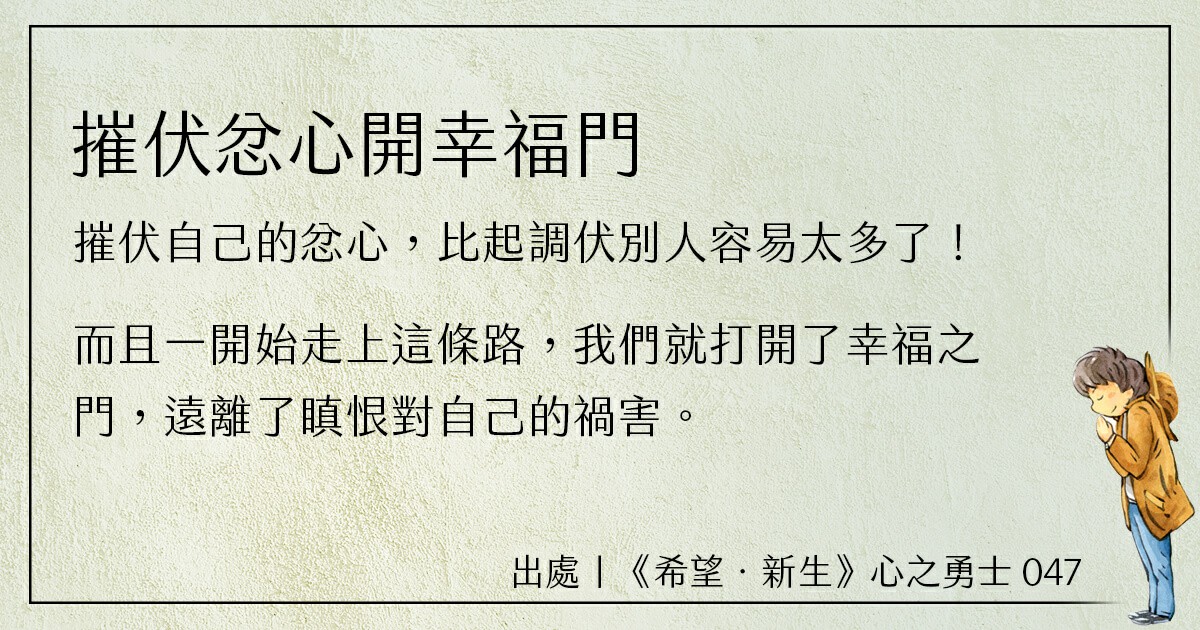 摧伏忿心開幸福門
摧伏自己的忿心，比起調伏別人容易太多了！
而且一開始走上這條路，我們就打開了幸福之
門，遠離了瞋恨對自己的禍害。
出處｜《希望．新生》心之勇士 047